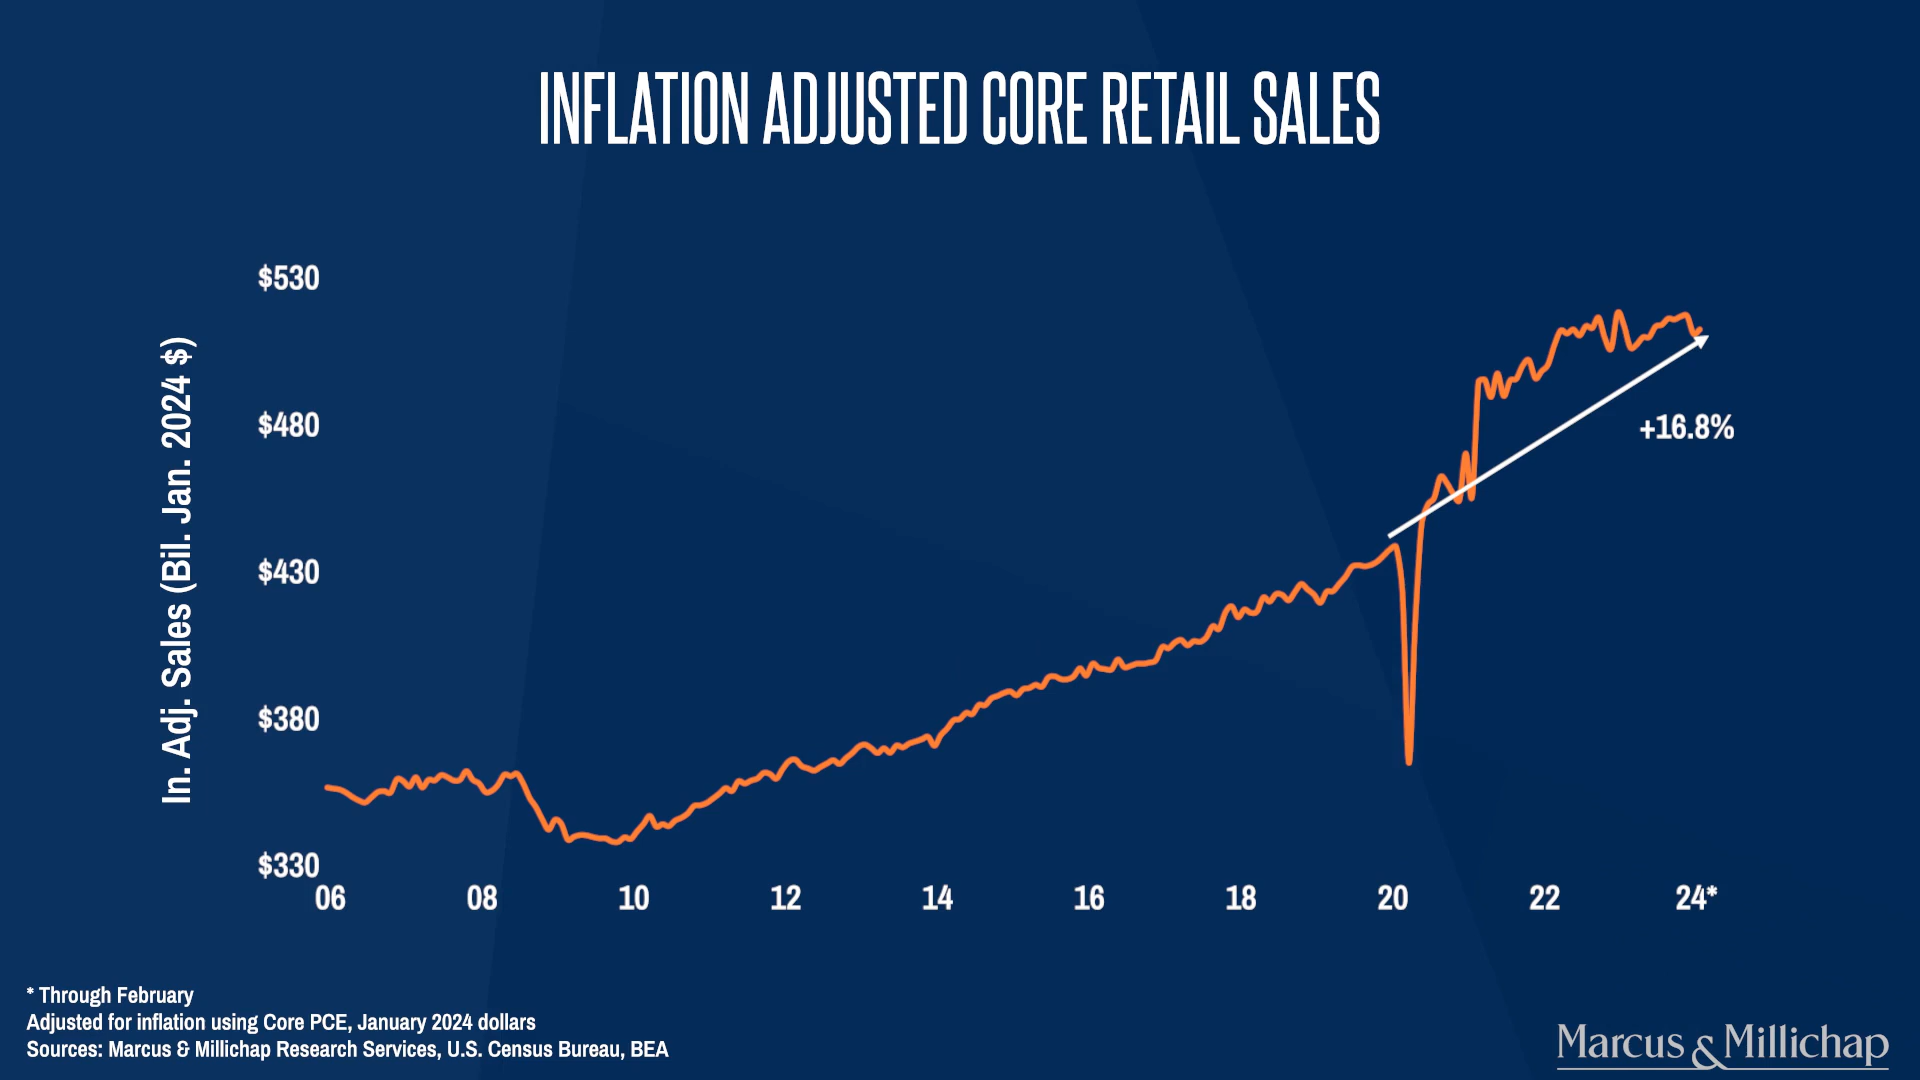 INFLATION ADJUSTED CORE RETAIL SALES
In. Adj. Sales (Bil. Jan. 2024 $)
$530
$480
$430
$380
$330
+16.8%
06 08 10 12 14 16 18 20 22 24*
* Through February
Adjusted for inflation using Core PCE, January 2024 dollars
Sources: Marcus & Millichap Research Services, U.S. Census Bureau, BEA
Marcus & Millichap